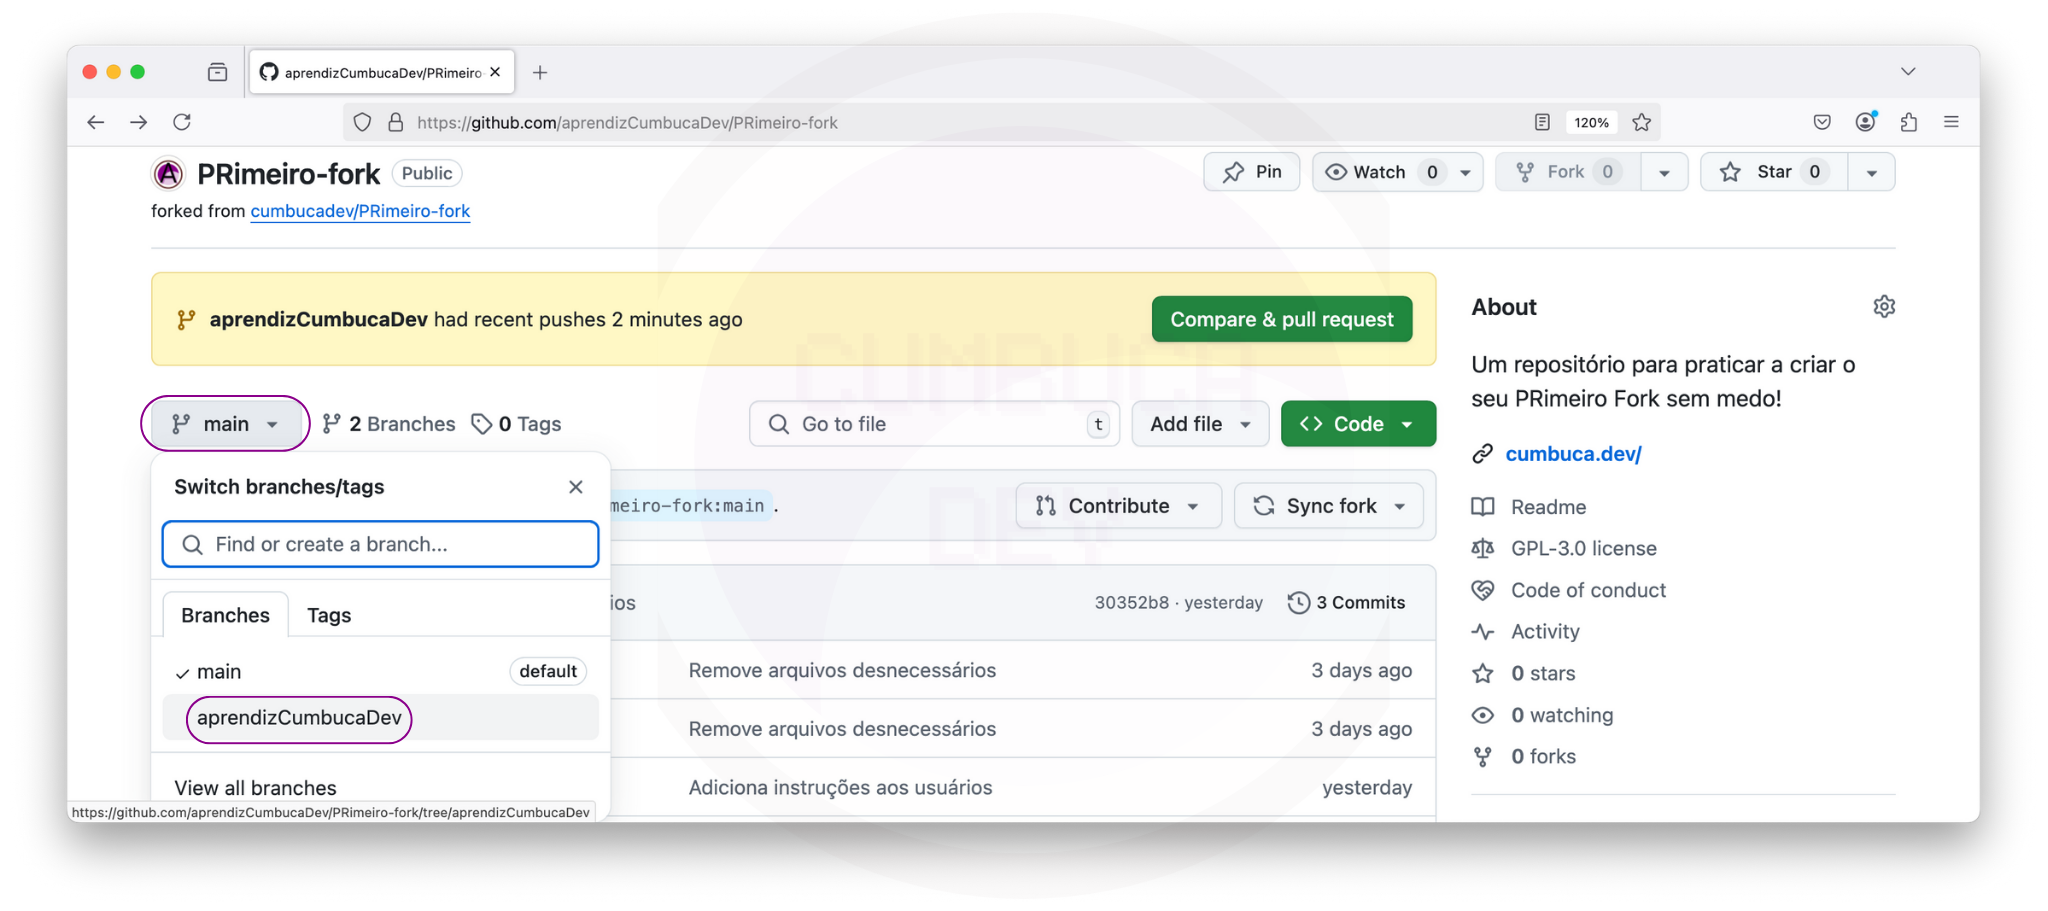 aprendizCumbucaDev/PRimeiro
https://github.com/aprendizCumbucaDev/PRimeiro-fork
120%
PRimeiro-fork Public
Pin
Watch 0
Fork 0
Star 0
forked from cumbucadev/PRimeiro-fork
aprendizCumbucaDev had recent pushes 2 minutes ago
Compare & pull request
main
2 Branches
0 Tags
Go to file
t
Add file
Code
Switch branches/tags
Find or create a branch...
Branches
Tags
main
default
aprendizCumbucaDev
View all branches
https://github.com/aprendizCumbucaDev/PRimeiro-fork/tree/aprendizCumbucaDev
meiro-fork:main .
Contribute
Sync fork
ios
30352b8 · yesterday
3 Commits
Remove arquivos desnecessários
3 days ago
Remove arquivos desnecessários
3 days ago
Adiciona instruções aos usuários
yesterday
About
Um repositório para praticar a criar o
seu PRimeiro Fork sem medo!
cumbuca.dev/
Readme
GPL-3.0 license
Code of conduct
Activity
0 stars
0 watching
0 forks
CUMBUCA
DEV